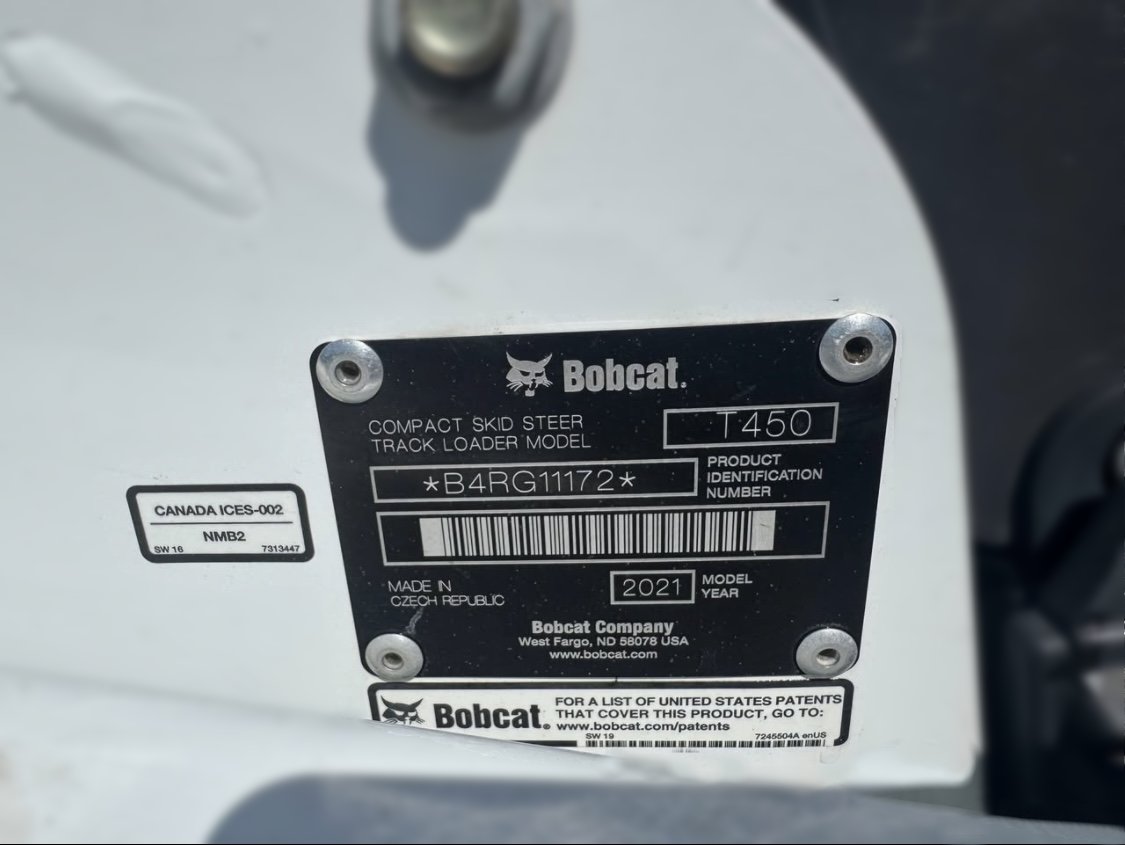 Bobcat.
COMPACT SKID STEER
TRACK LOADER MODEL
T450
*B4RG11172*
PRODUCT
IDENTIFICATION
NUMBER
MADE IN
CZECH REPUBLIC
2021
MODEL
YEAR
Bobcat Company
West Fargo, ND 58078 USA
www.bobcat.com
CANADA ICES-002
NMB2
SW 16 7313447
Bobcat.
FOR A LIST OF UNITED STATES PATENTS
THAT COVER THIS PRODUCT, GO TO:
www.bobcat.com/patents
SW 19 7245504A enUS